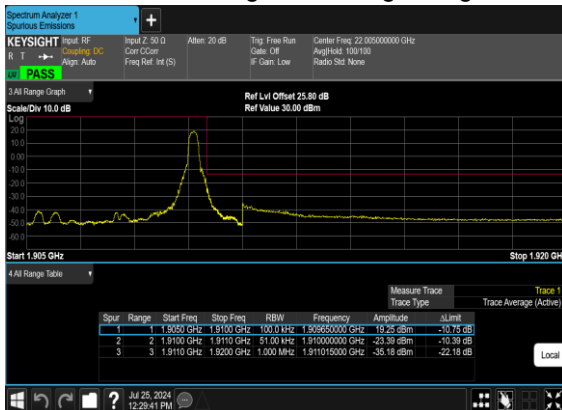 Spectrum Analyzer 1
Spurious Emissions
KEYSIGHT Input: RF Input Z: 50 Ω Atten: 20 dB Trig: Free Run Center Freq: 22.005000000 GHz
R T Coupling: DC Corr CCorr Gate: Off Avg|Hold: 100/100
Align: Auto Freq Ref: Int (S) IF Gain: Low Radio Std: None
PASS
3 All Range Graph
Ref Lvl Offset 25.80 dB
Scale/Div 10.0 dB Ref Value 30.00 dBm
Log
20.0
10.0
0.00
-10.0
-20.0
-30.0
-40.0
-50.0
-60.0
Start 1.905 GHz Stop 1.920 GH
4 All Range Table
Measure Trace Trace 1
Trace Type Trace Average (Active)
Spur Range Start Freq Stop Freq RBW Frequency Amplitude ΔLimit
1 1 1.9050 GHz 1.9100 GHz 100.0 kHz 1.909650000 GHz 19.25 dBm -10.75 dB
2 2 1.9100 GHz 1.9110 GHz 51.00 kHz 1.910000000 GHz -23.39 dBm -10.39 dB
3 3 1.9110 GHz 1.9200 GHz 1.000 MHz 1.911015000 GHz -35.18 dBm -22.18 dB
Local
Jul 25, 2024
12:29:41 PM